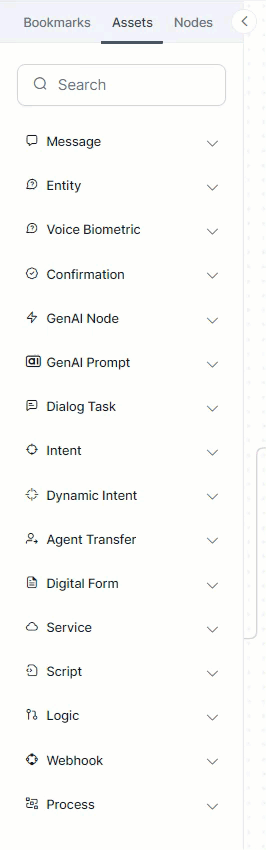 Bookmarks Assets Nodes
Search
Message
Entity
Voice Biometric
Confirmation
GenAI Node
GenAI Prompt
Dialog Task
Intent
Dynamic Intent
Agent Transfer
Digital Form
Service
Script
Logic
Webhook
Process